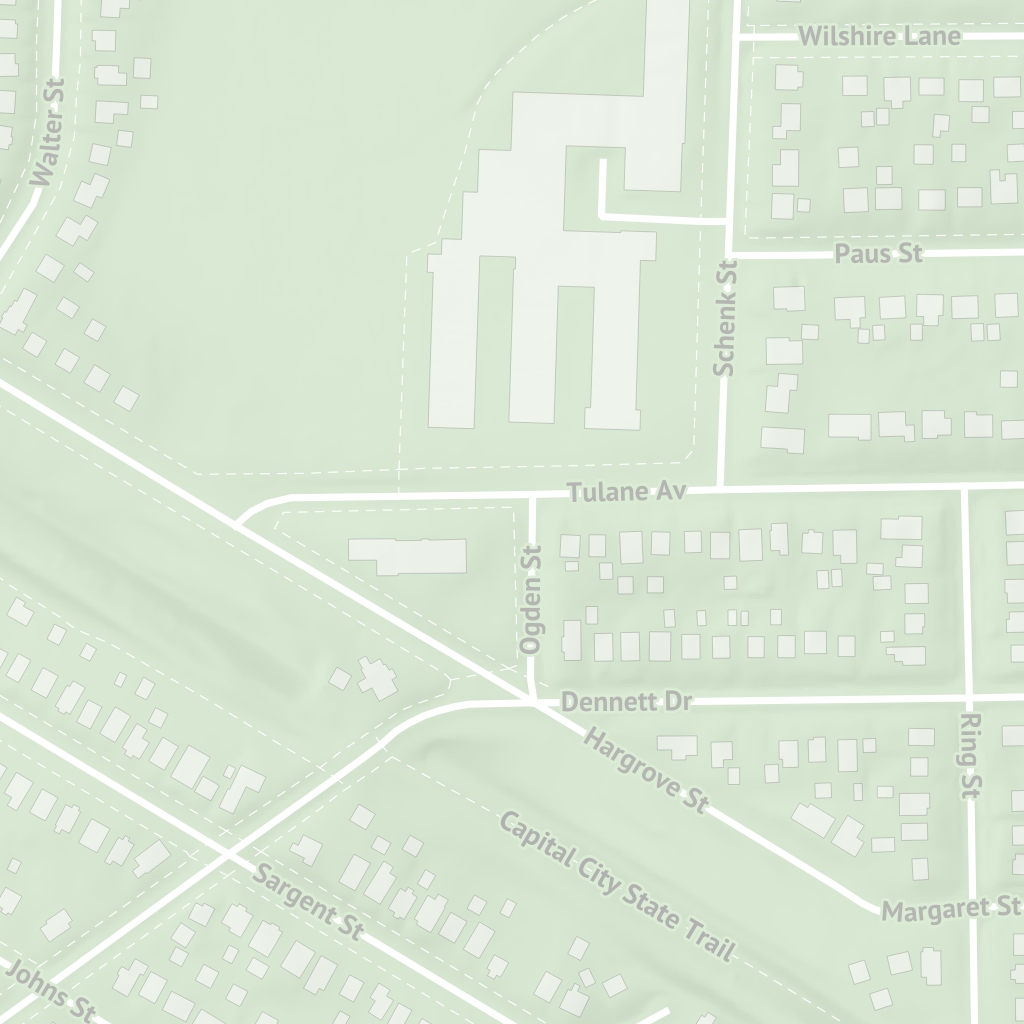 Wilshire Lane
Walter St
Paus St
Schenk St
Tulane Av
Ogden St
Dennett Dr
Hargrove St
Ring St
Capital City State Trail
Sargent St
Margaret St
Johns St